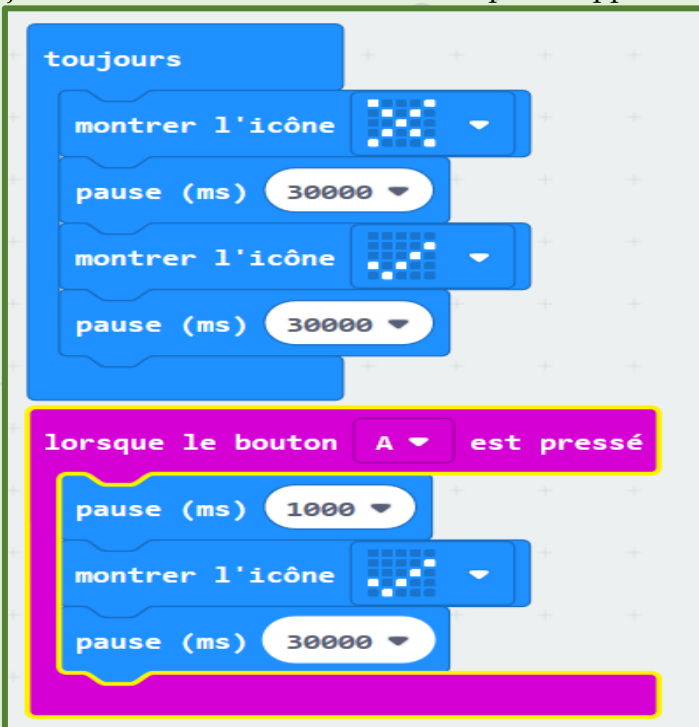 toujours
montrer l'icône
pause (ms) 30000
montrer l'icône
pause (ms) 30000
lorsque le bouton A est pressé
pause (ms) 1000
montrer l'icône
pause (ms) 30000